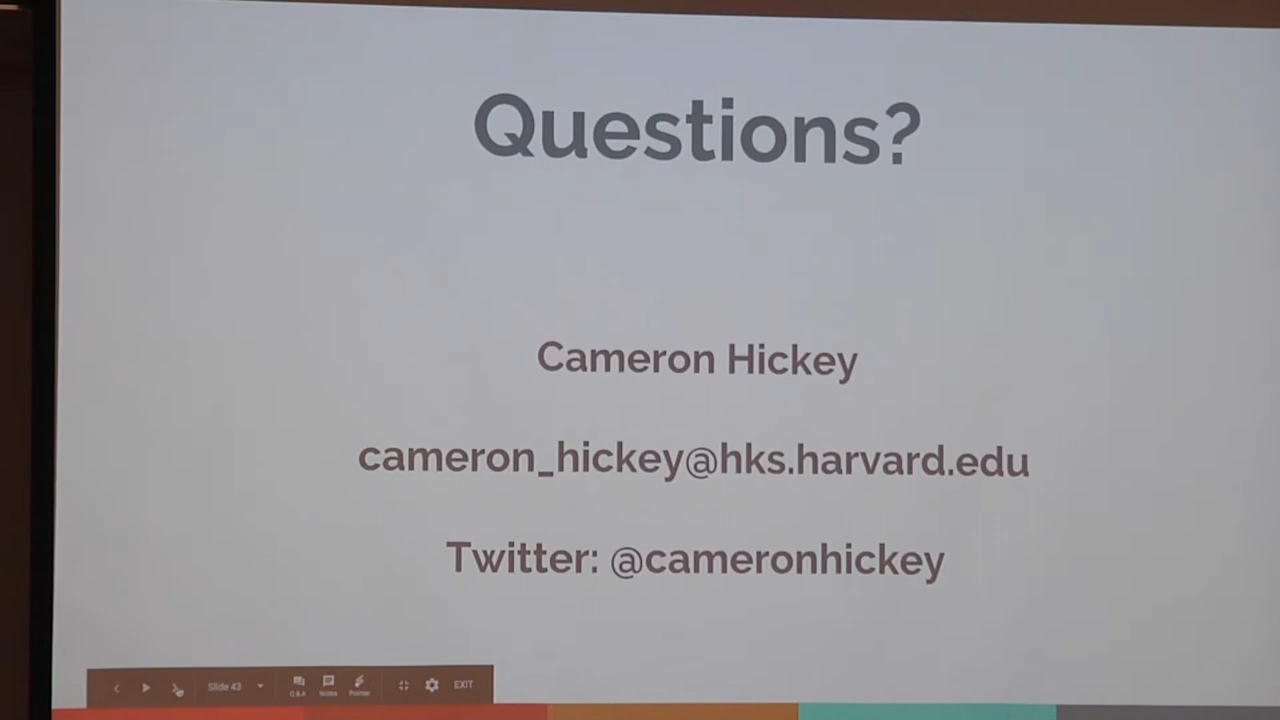 Questions?
Cameron Hickey
cameron_hickey@hks.harvard.edu
Twitter: @cameronhickey
Slide 43
Q&A Notes Pointer
EXIT